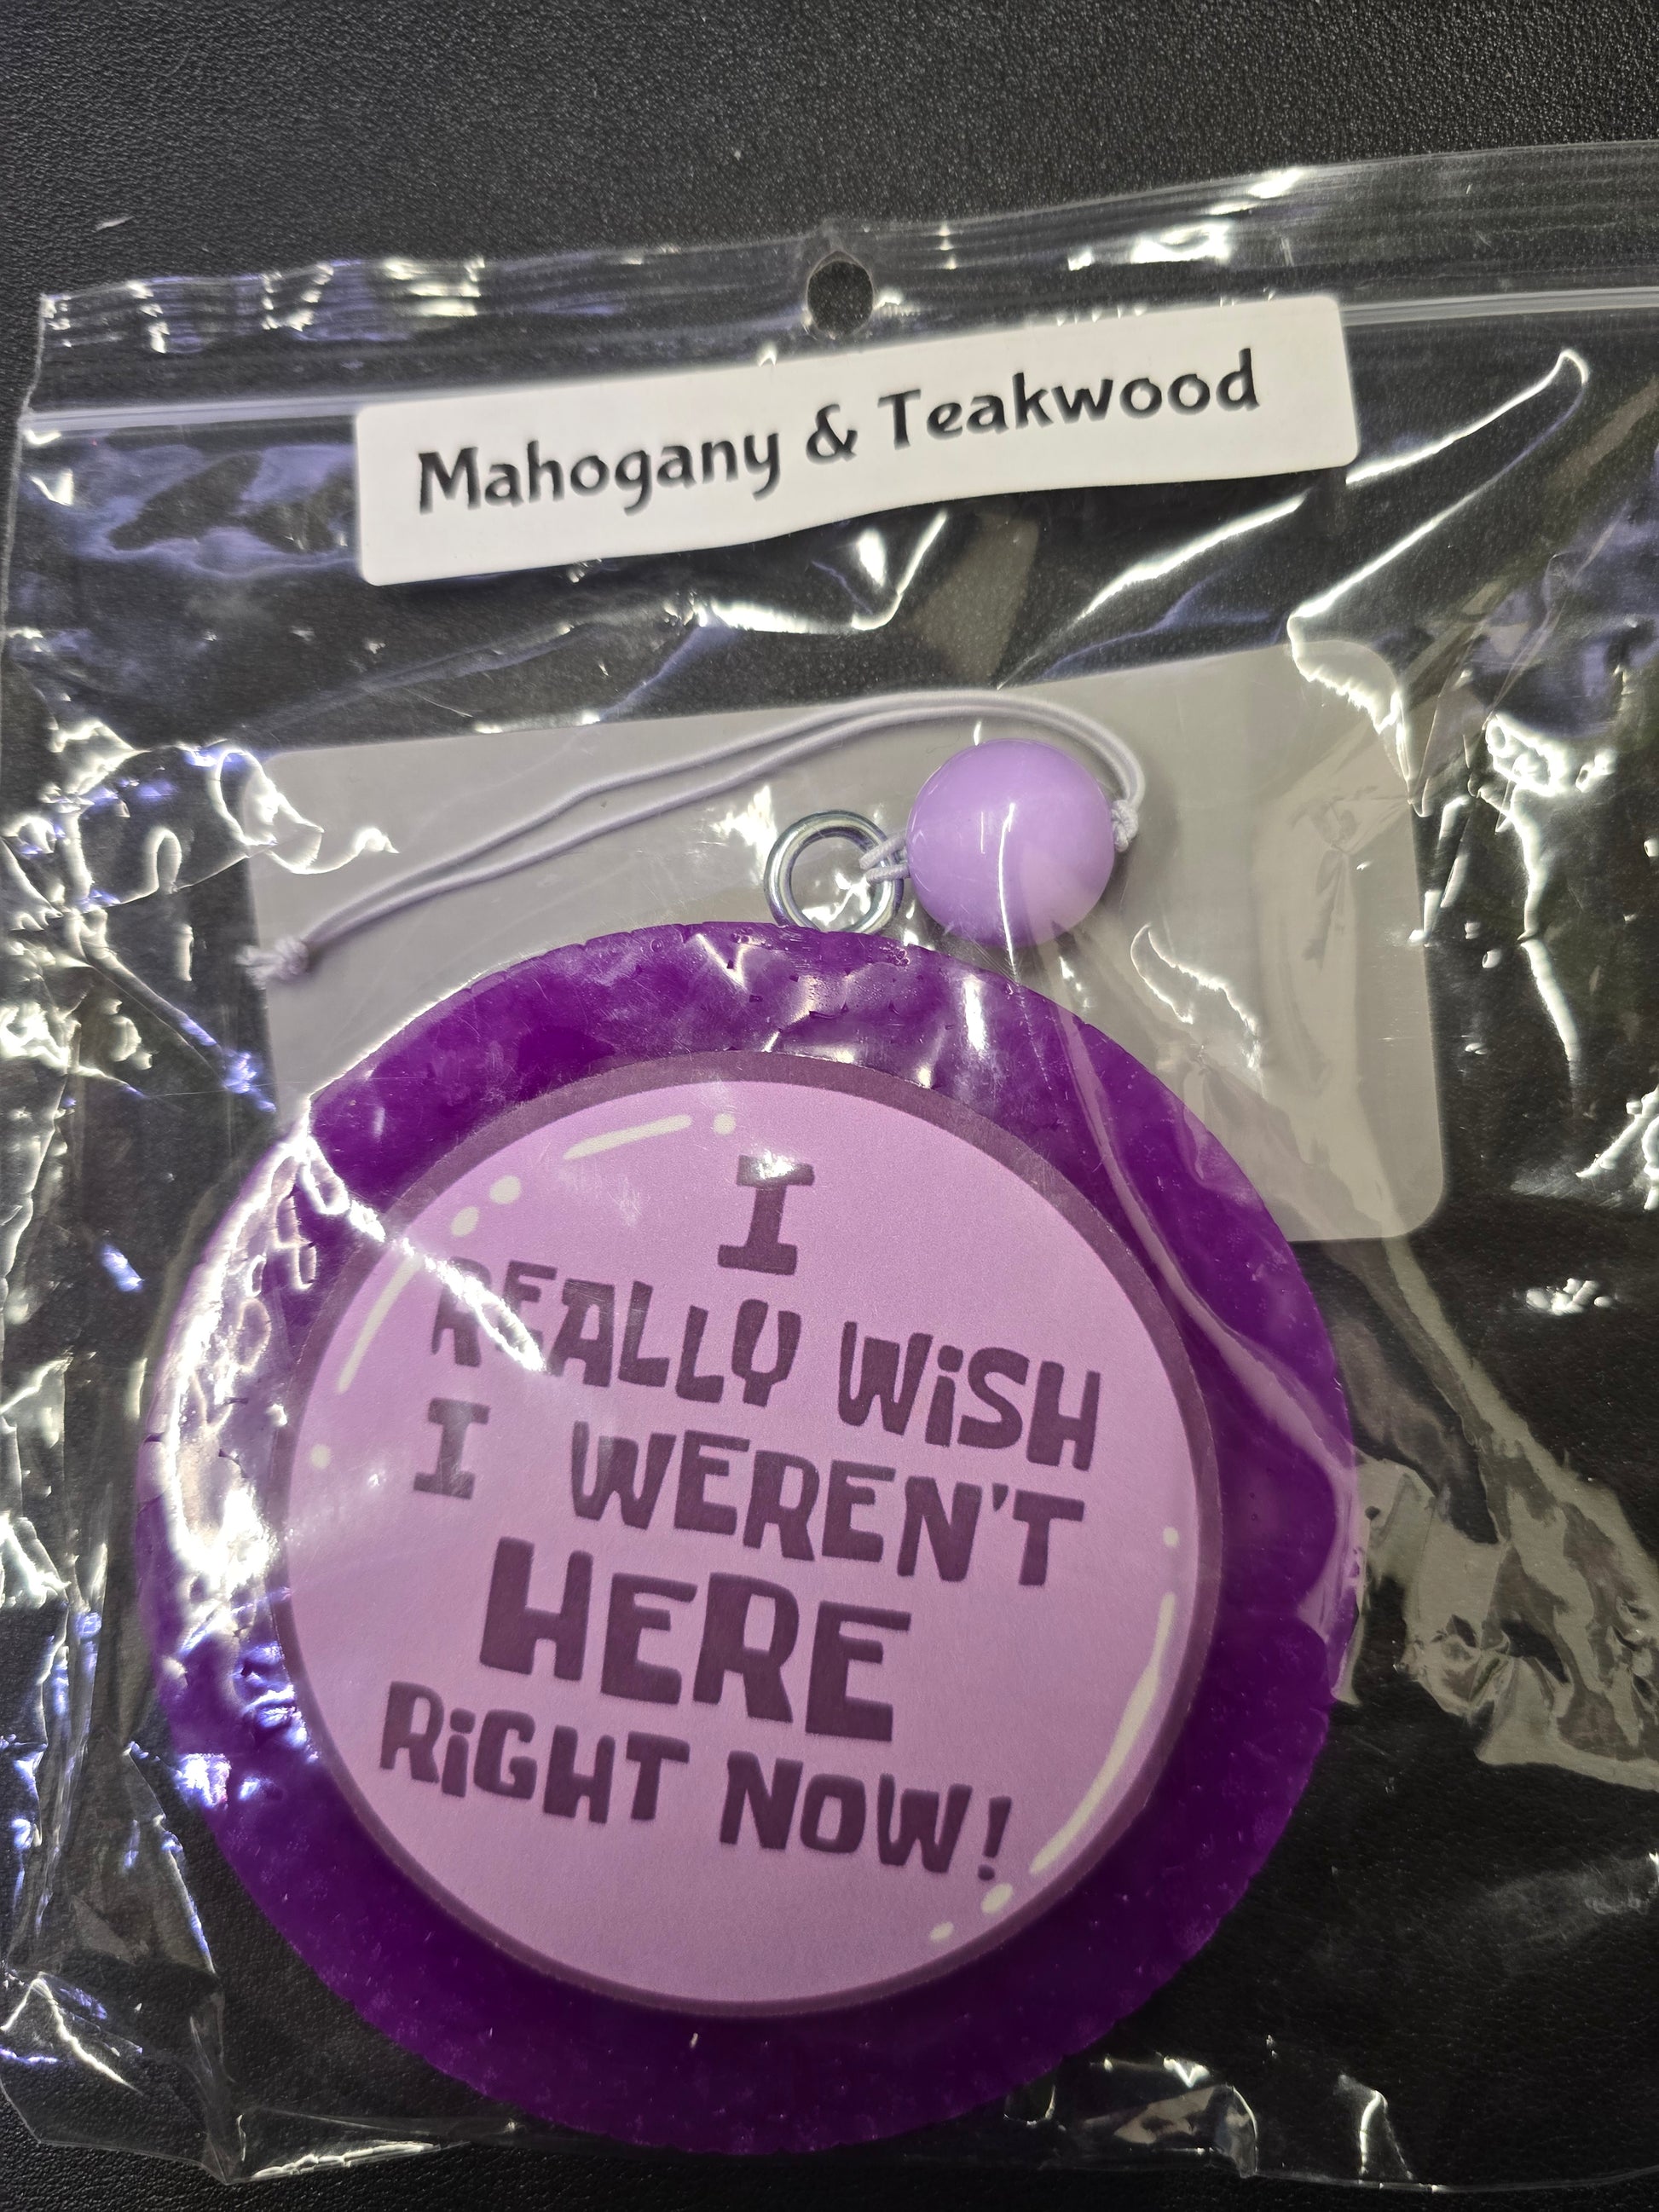 Mahogany & Teakwood
I
REALLY WiSH
I WEREN'T
HERE
RiGHT NOW!